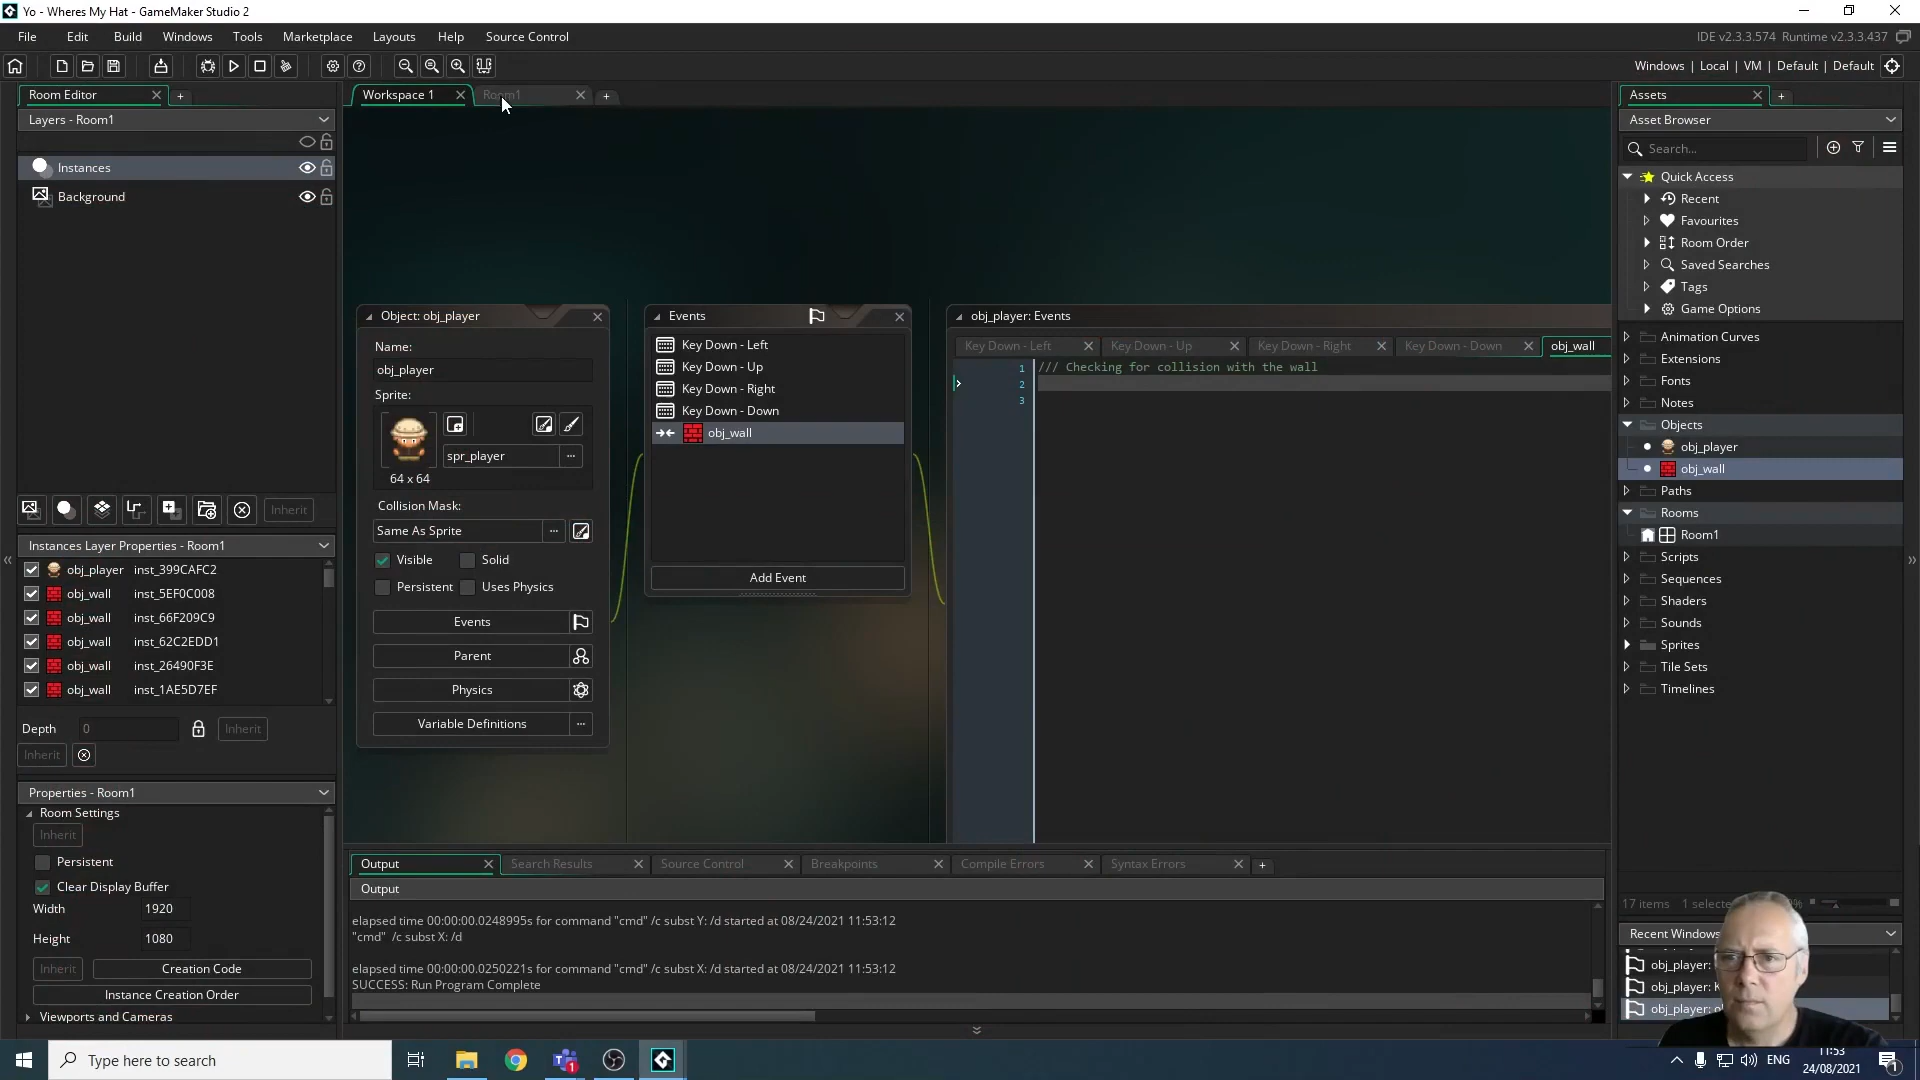 Yo - Wheres My Hat - GameMaker Studio 2
File Edit Build Windows Tools Marketplace Layouts Help Source Control
IDE v2.3.3.574 Runtime v2.3.3.437
Windows | Local | VM | Default | Default
Room Editor
Layers - Room1
Instances
Background
Inherit
Instances Layer Properties - Room1
obj_player inst_399CAFC2
obj_wall inst_5EF0C008
obj_wall inst_66F209C9
obj_wall inst_62C2EDD1
obj_wall inst_26490F3E
obj_wall inst_1AE5D7EF
Depth 0 Inherit
Inherit
Properties - Room1
Room Settings
Inherit
Persistent
Clear Display Buffer
Width 1920
Height 1080
Inherit Creation Code
Instance Creation Order
Viewports and Cameras
Workspace 1 Room1
Object: obj_player
Name:
obj_player
Sprite:
spr_player
64 x 64
Collision Mask:
Same As Sprite
Visible Solid
Persistent Uses Physics
Events
Parent
Physics
Variable Definitions
Events
Key Down - Left
Key Down - Up
Key Down - Right
Key Down - Down
obj_wall
Add Event
obj_player: Events
Key Down - Left Key Down - Up Key Down - Right Key Down - Down obj_wall
1 /// Checking for collision with the wall
2
3
Output Search Results Source Control Breakpoints Compile Errors Syntax Errors
Output
elapsed time 00:00:00.0248995s for command "cmd" /c subst Y: /d started at 08/24/2021 11:53:12
"cmd" /c subst X: /d
elapsed time 00:00:00.0250221s for command "cmd" /c subst X: /d started at 08/24/2021 11:53:12
SUCCESS: Run Program Complete
Assets
Asset Browser
Search...
Quick Access
Recent
Favourites
Room Order
Saved Searches
Tags
Game Options
Animation Curves
Extensions
Fonts
Notes
Objects
obj_player
obj_wall
Paths
Rooms
Room1
Scripts
Sequences
Shaders
Sounds
Sprites
Tile Sets
Timelines
17 items 1
Recent Windows
obj_player:
obj_player:
obj_player:
Type here to search
1
ENG
11:53
24/08/2021
1